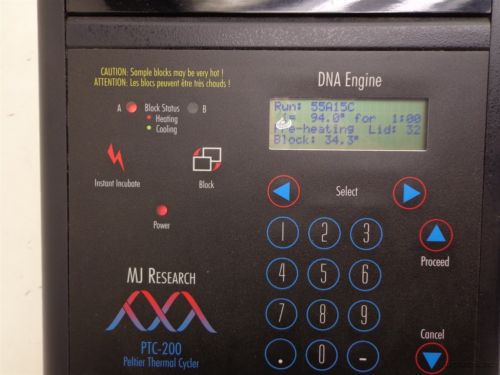 CAUTION: Sample blocks may be very hot !
ATTENTION: Les blocs peuvent être très chauds !
A Block Status B
Heating
Cooling
Instant Incubate
Block
Power
MJ RESEARCH
PTC-200
Peltier Thermal Cycler
DNA Engine
Run: 55A15C
= 94.0° for 1:00
Pre-heating Lid: 32
Block: 34.3°
Select
1 2 3
Proceed
4 5 6
7 8 9
Cancel
. 0 -